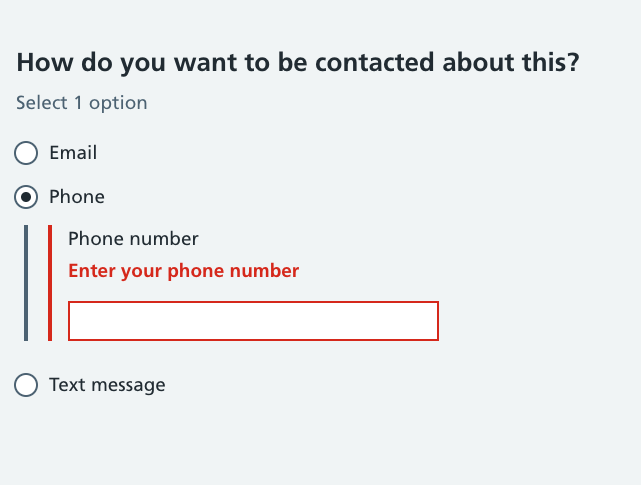 How do you want to be contacted about this?
Select 1 option
Email
Phone
Phone number
Enter your phone number
Text message